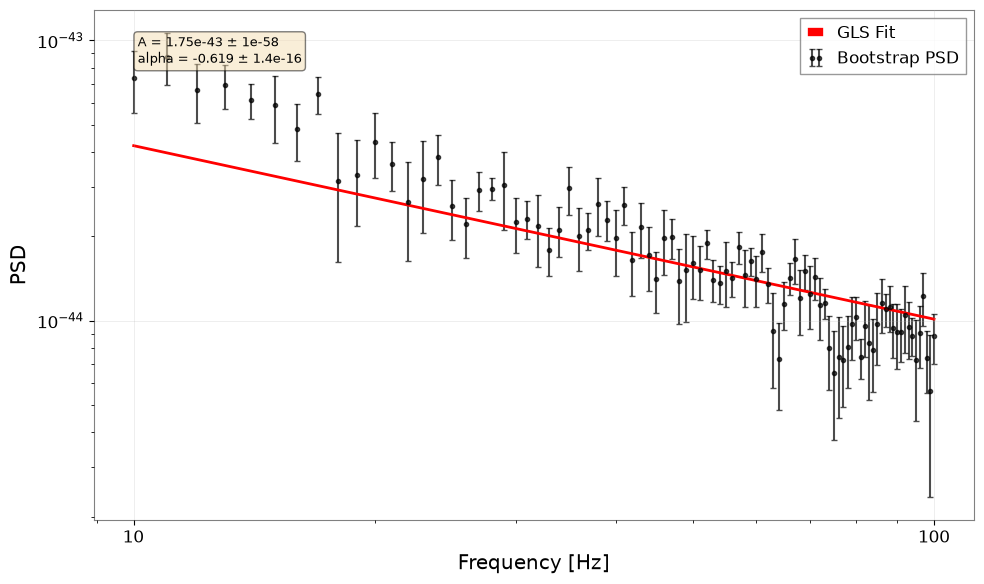 A = 1.75e-43 ± 1e-58
alpha = -0.619 ± 1.4e-16
GLS Fit
Bootstrap PSD
PSD
10⁻⁴³
10⁻⁴⁴
10
100
Frequency [Hz]